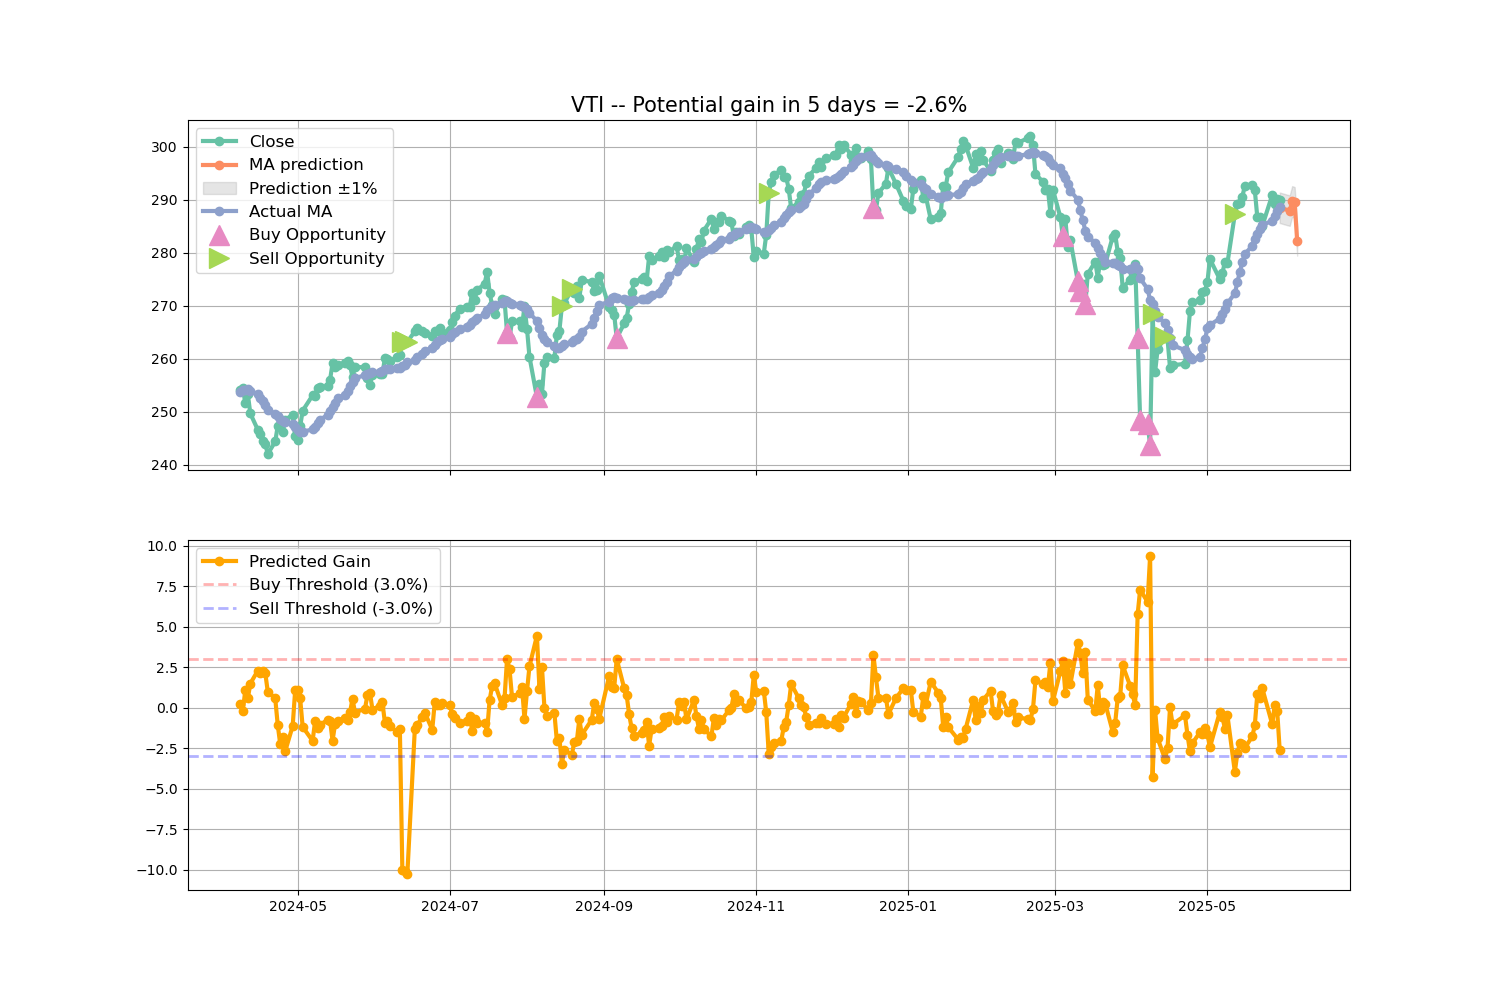 VTI -- Potential gain in 5 days = -2.6%
300
290
280
270
260
250
240
Close
MA prediction
Prediction ±1%
Actual MA
Buy Opportunity
Sell Opportunity
10.0
7.5
5.0
2.5
0.0
−2.5
−5.0
−7.5
−10.0
Predicted Gain
Buy Threshold (3.0%)
Sell Threshold (-3.0%)
2024-05 2024-07 2024-09 2024-11 2025-01 2025-03 2025-05